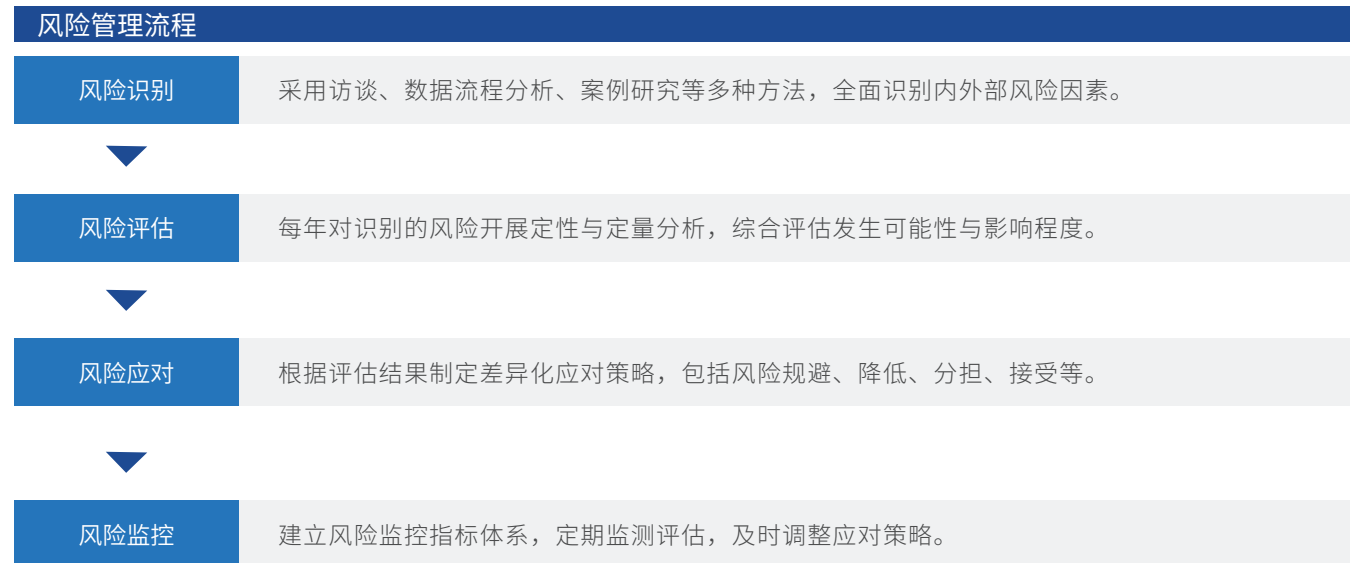 风险管理流程
风险识别
采用访谈、数据流程分析、案例研究等多种方法，全面识别内外部风险因素。
风险评估
每年对识别的风险开展定性与定量分析，综合评估发生可能性与影响程度。
风险应对
根据评估结果制定差异化应对策略，包括风险规避、降低、分担、接受等。
风险监控
建立风险监控指标体系，定期监测评估，及时调整应对策略。